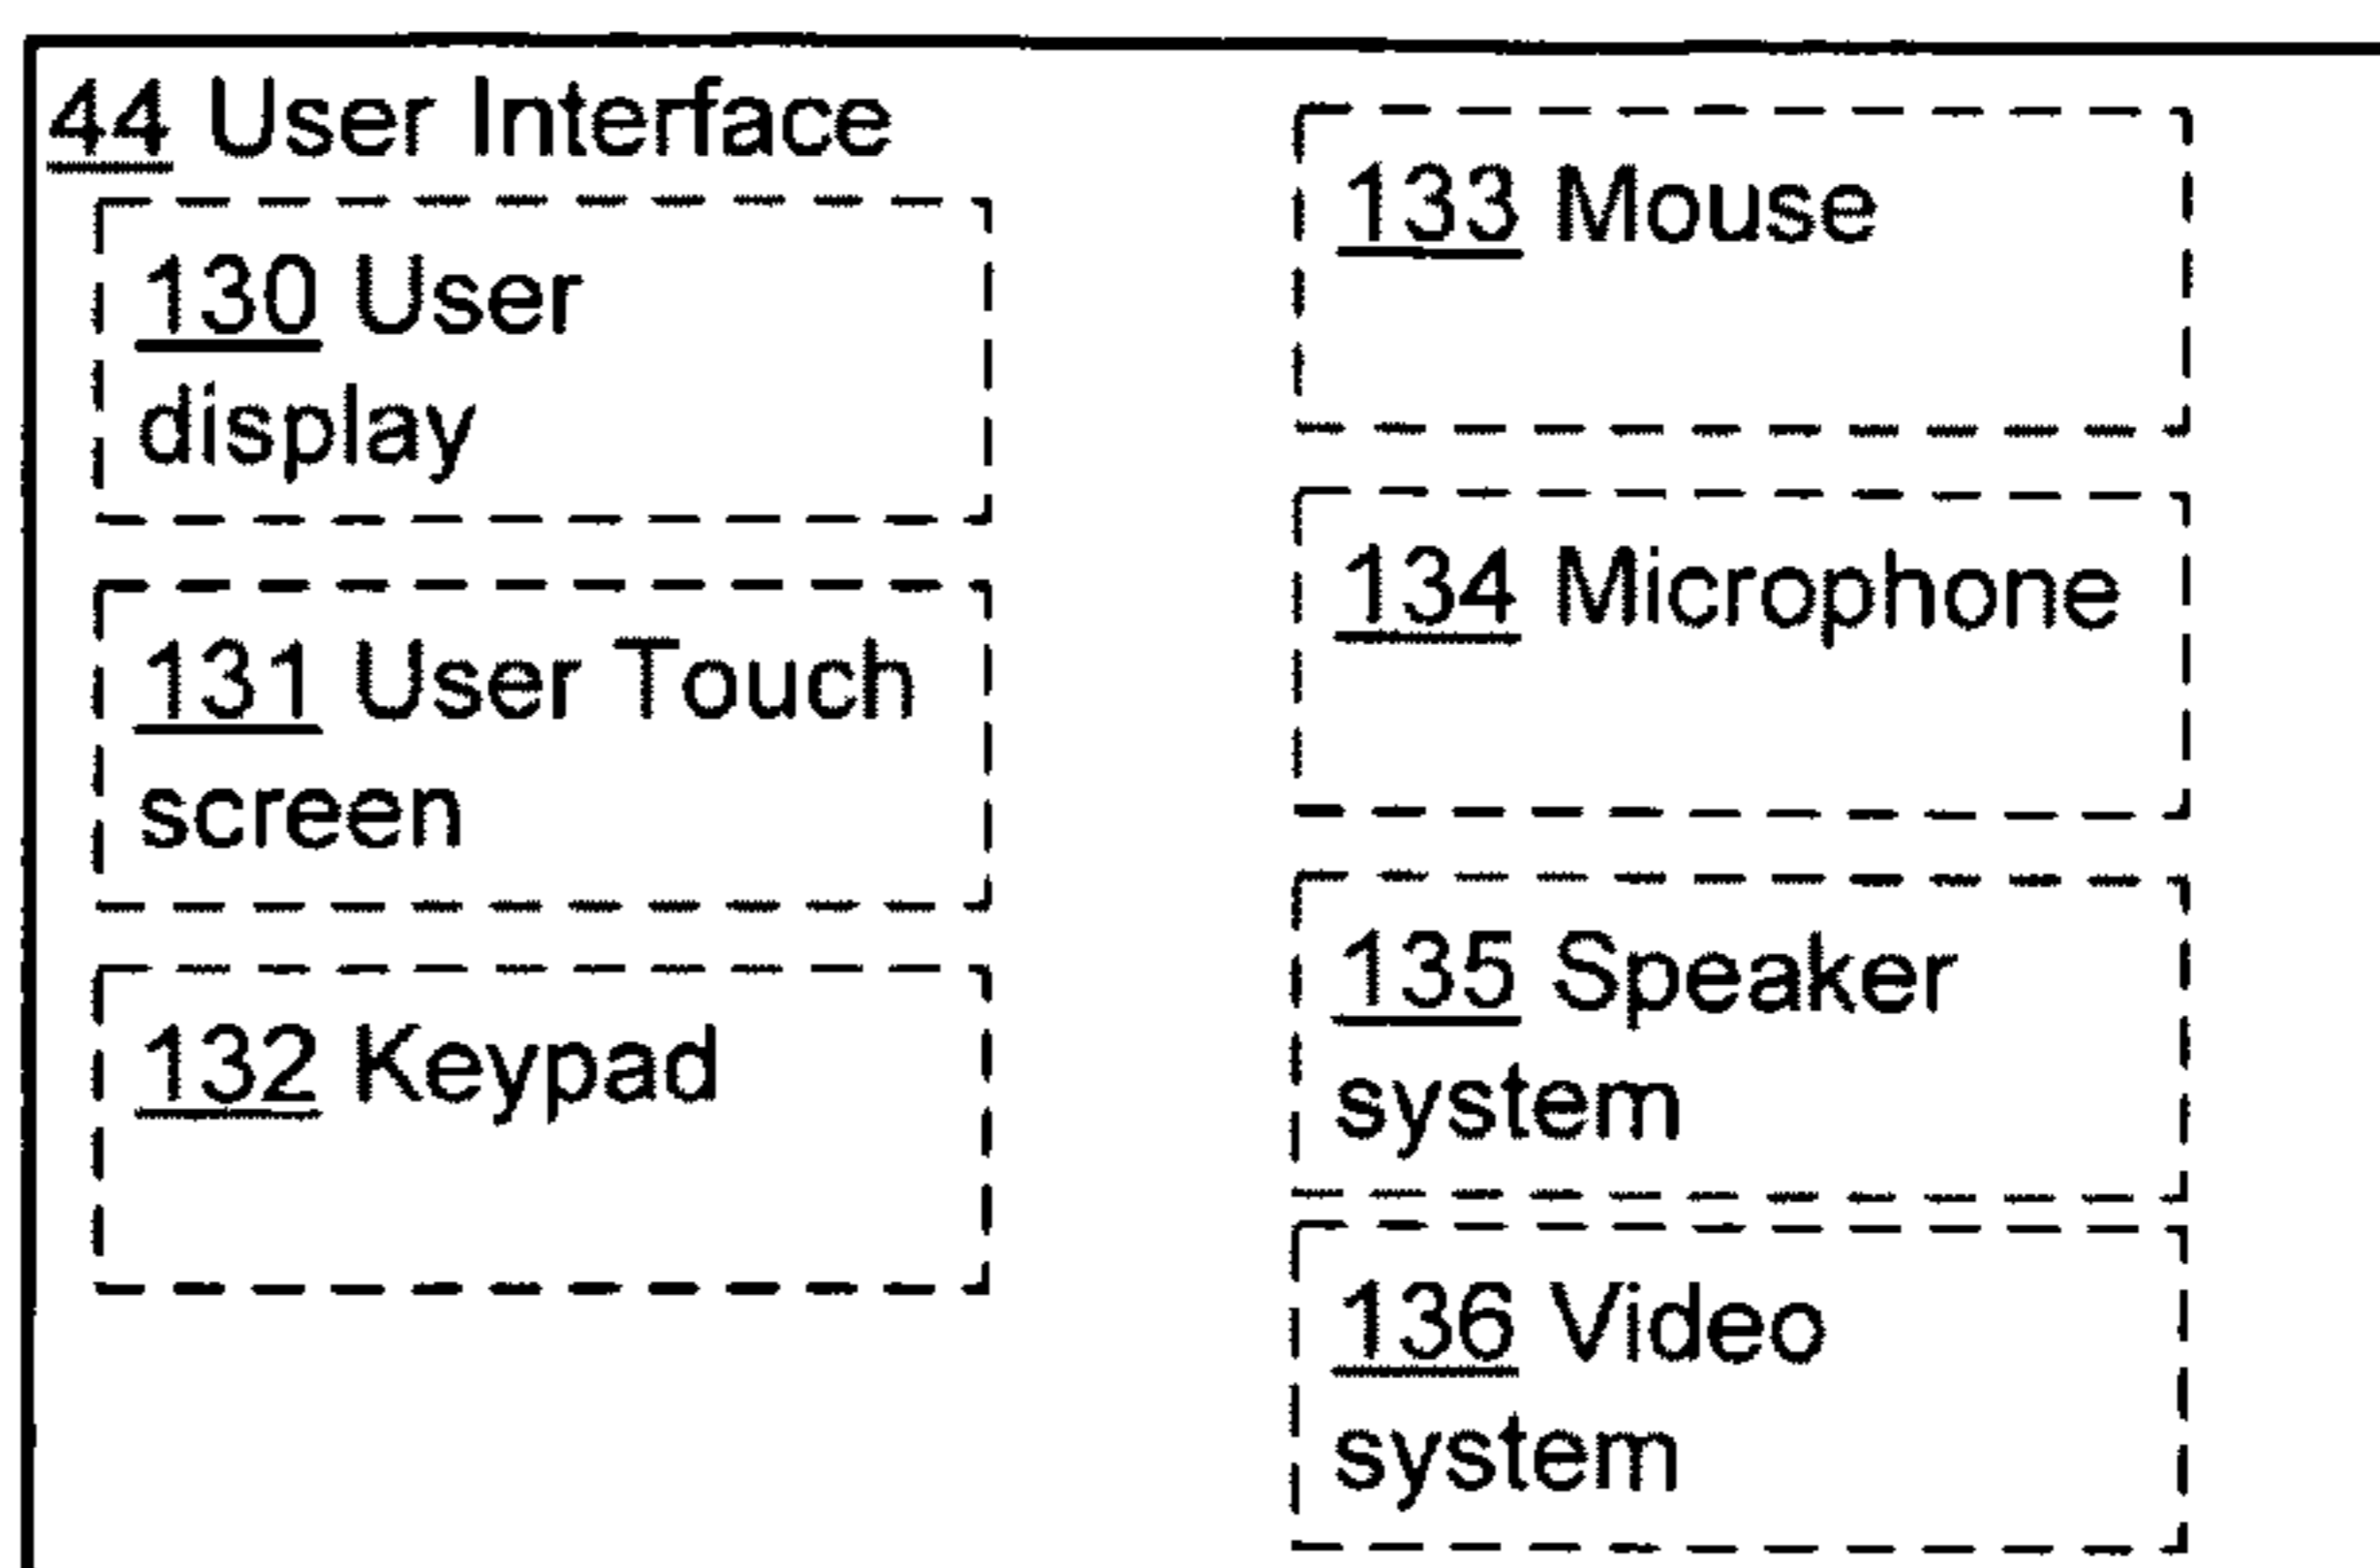 44 User Interface
130 User
display
131 User Touch
screen
132 Keypad
133 Mouse
134 Microphone
135 Speaker
system
136 Video
system